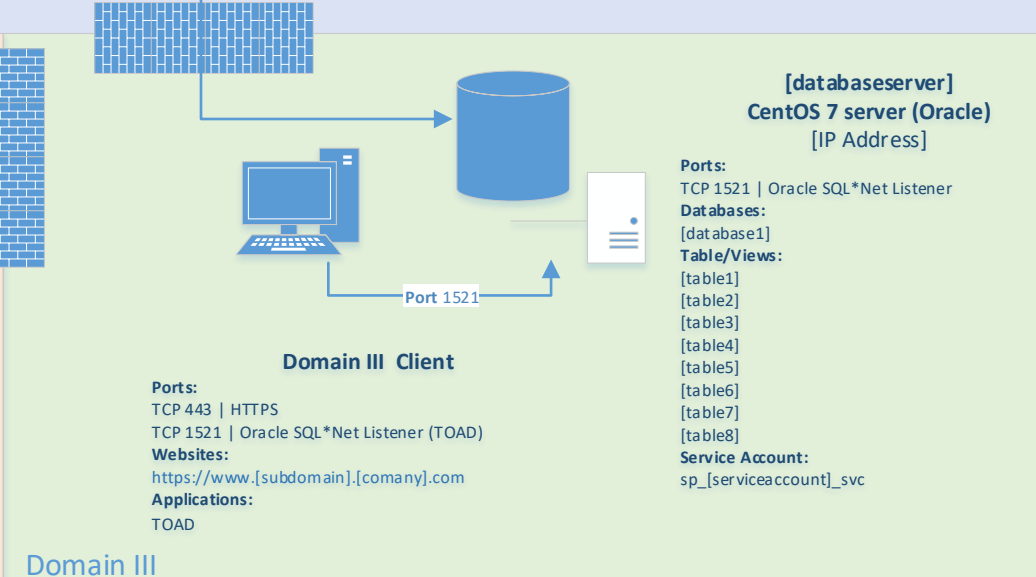 [databaseserver]
CentOS 7 server (Oracle)
[IP Address]
Ports:
TCP 1521 | Oracle SQL*Net Listener
Databases:
[database1]
Table/Views:
[table1]
[table2]
[table3]
[table4]
[table5]
[table6]
[table7]
[table8]
Service Account:
sp_[serviceaccount]_svc
Port 1521
Domain III Client
Ports:
TCP 443 | HTTPS
TCP 1521 | Oracle SQL*Net Listener (TOAD)
Websites:
https://www.[subdomain].[comany].com
Applications:
TOAD
Domain III